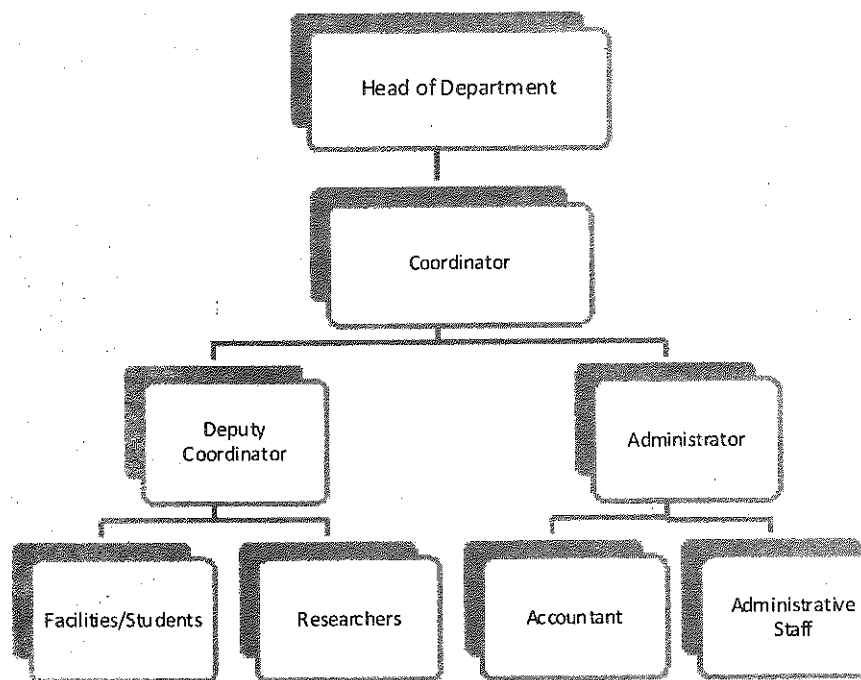 Head of Department
Coordinator
Deputy
Coordinator
Administrator
Facilities/Students
Researchers
Accountant
Administrative
Staff